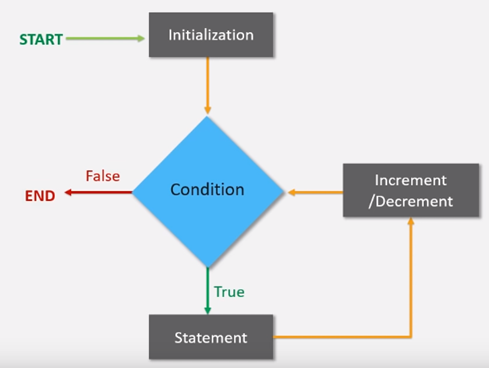 START
Initialization
False
END
Condition
Increment
/Decrement
True
Statement